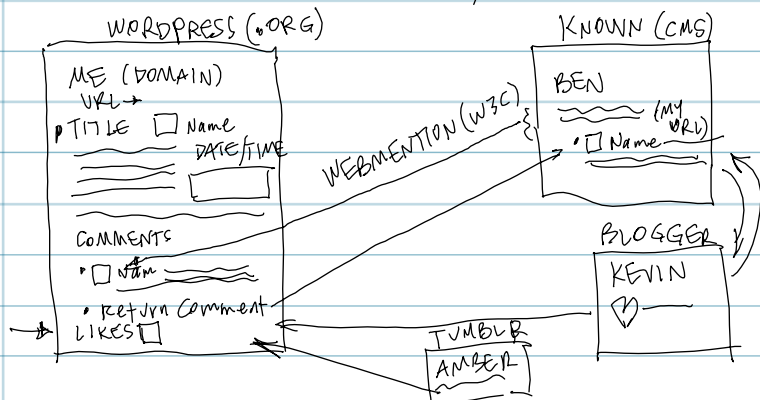 WORDPRESS (.ORG)
ME (DOMAIN)
URL→
TITLE Name
DATE/TIME
COMMENTS
Nam
• Return Comment
LIKES
WEBMENTION (W3C)
KNOWN (CMS)
BEN
(MY URL)
• Name
BLOGGER
KEVIN
TUMBLR
AMBER